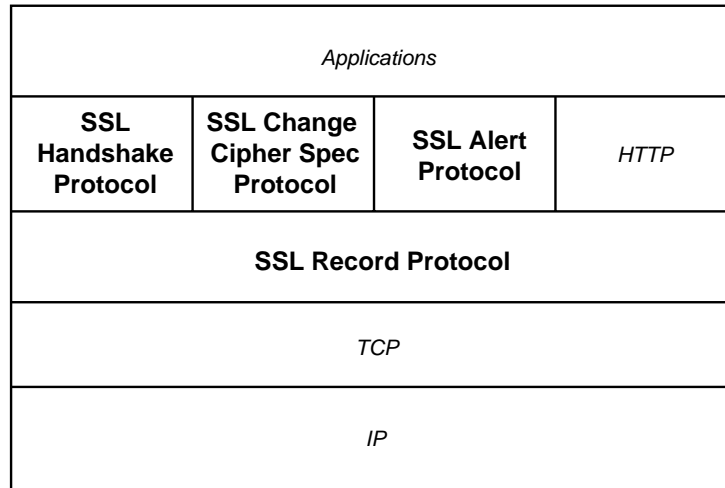 Applications
SSL
Handshake
Protocol
SSL Change
Cipher Spec
Protocol
SSL Alert
Protocol
HTTP
SSL Record Protocol
TCP
IP